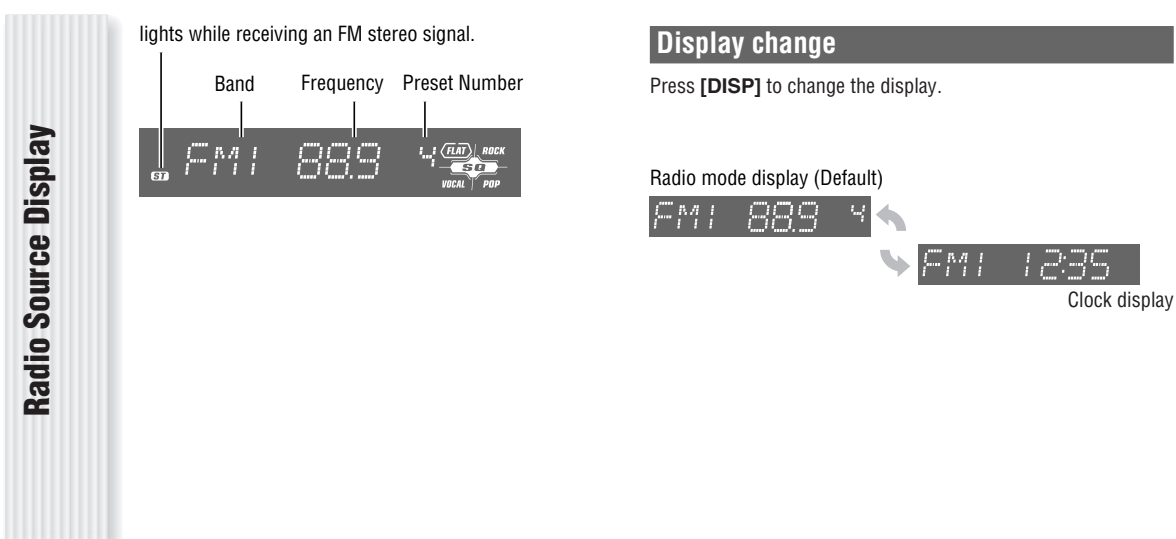 Radio Source Display
lights while receiving an FM stereo signal.
Band Frequency Preset Number
ST FM1 88.9 4 FLAT ROCK
SQ
VOCAL POP
Display change
Press [DISP] to change the display.
Radio mode display (Default)
FM1 88.9 4
FM1 12:35
Clock display